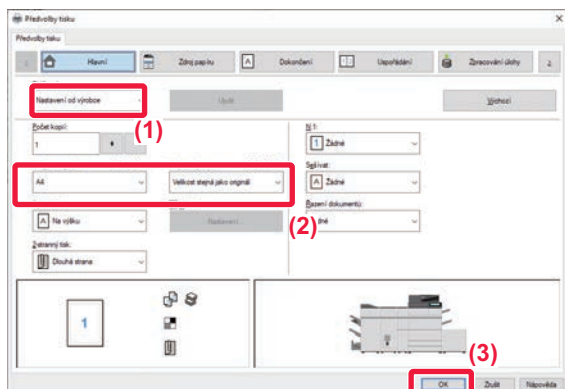 Předvolby tisku
Předvolby tisku
Hlavní
Zdroj papíru
A
Dokončení
Uspořádání
Zpracování úlohy
Nastavení od výrobce
Uložit
Výchozí
(1)
Počet kopií:
1
N-1:
1 Žádné
A4
Velikost stejná jako originál
Sešívat:
A Žádné
(2)
A Na výšku
Nastavení...
Řazení dokumentů:
2stranný tisk:
Dlouhá strana
1
(3)
OK
Zrušit
Nápověda